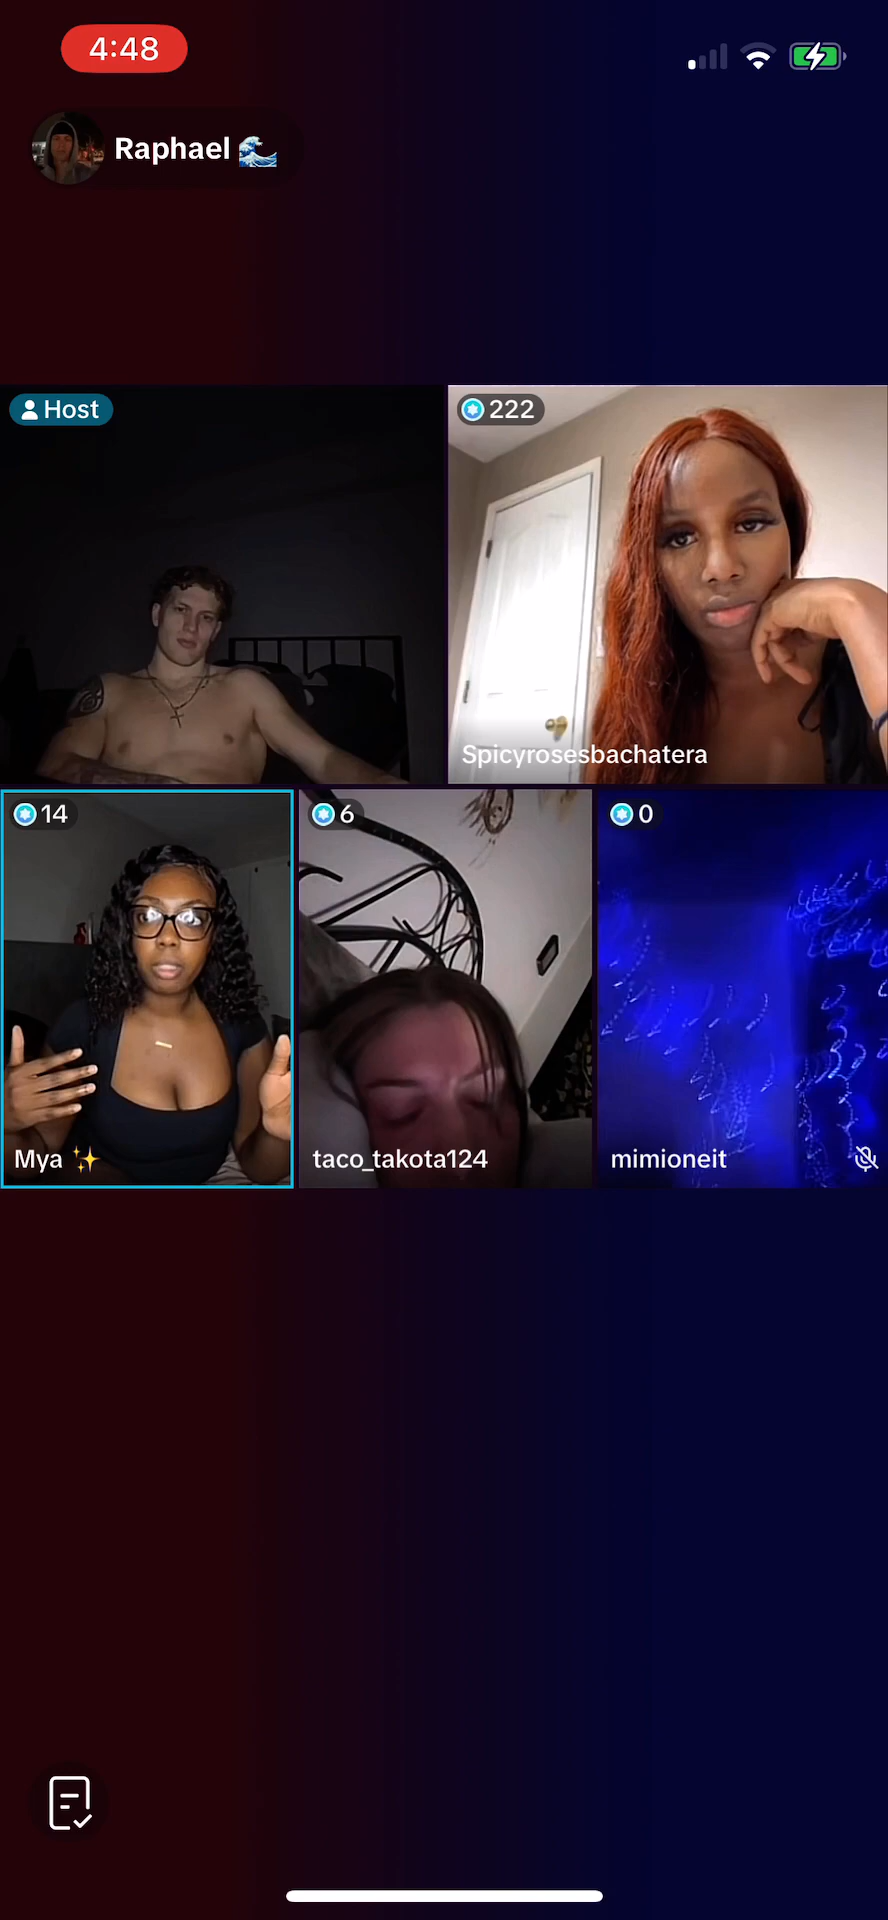 4:48
Raphael 🌊
Host
222
Spicyrosesbachatera
14
6
0
Mya ✨
taco_takota124
mimioneit